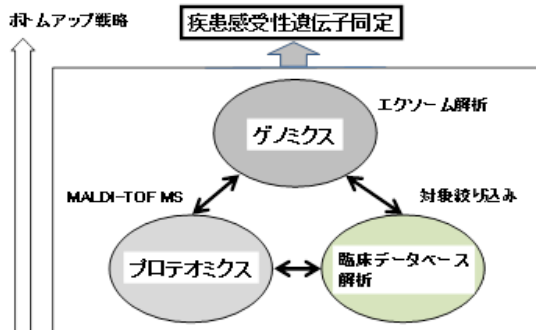 ボトムアップ戦略
疾患感受性遺伝子同定
エクソーム解析
ゲノミクス
MALDI-TOF MS
対象絞り込み
プロテオミクス
臨床データベース
解析